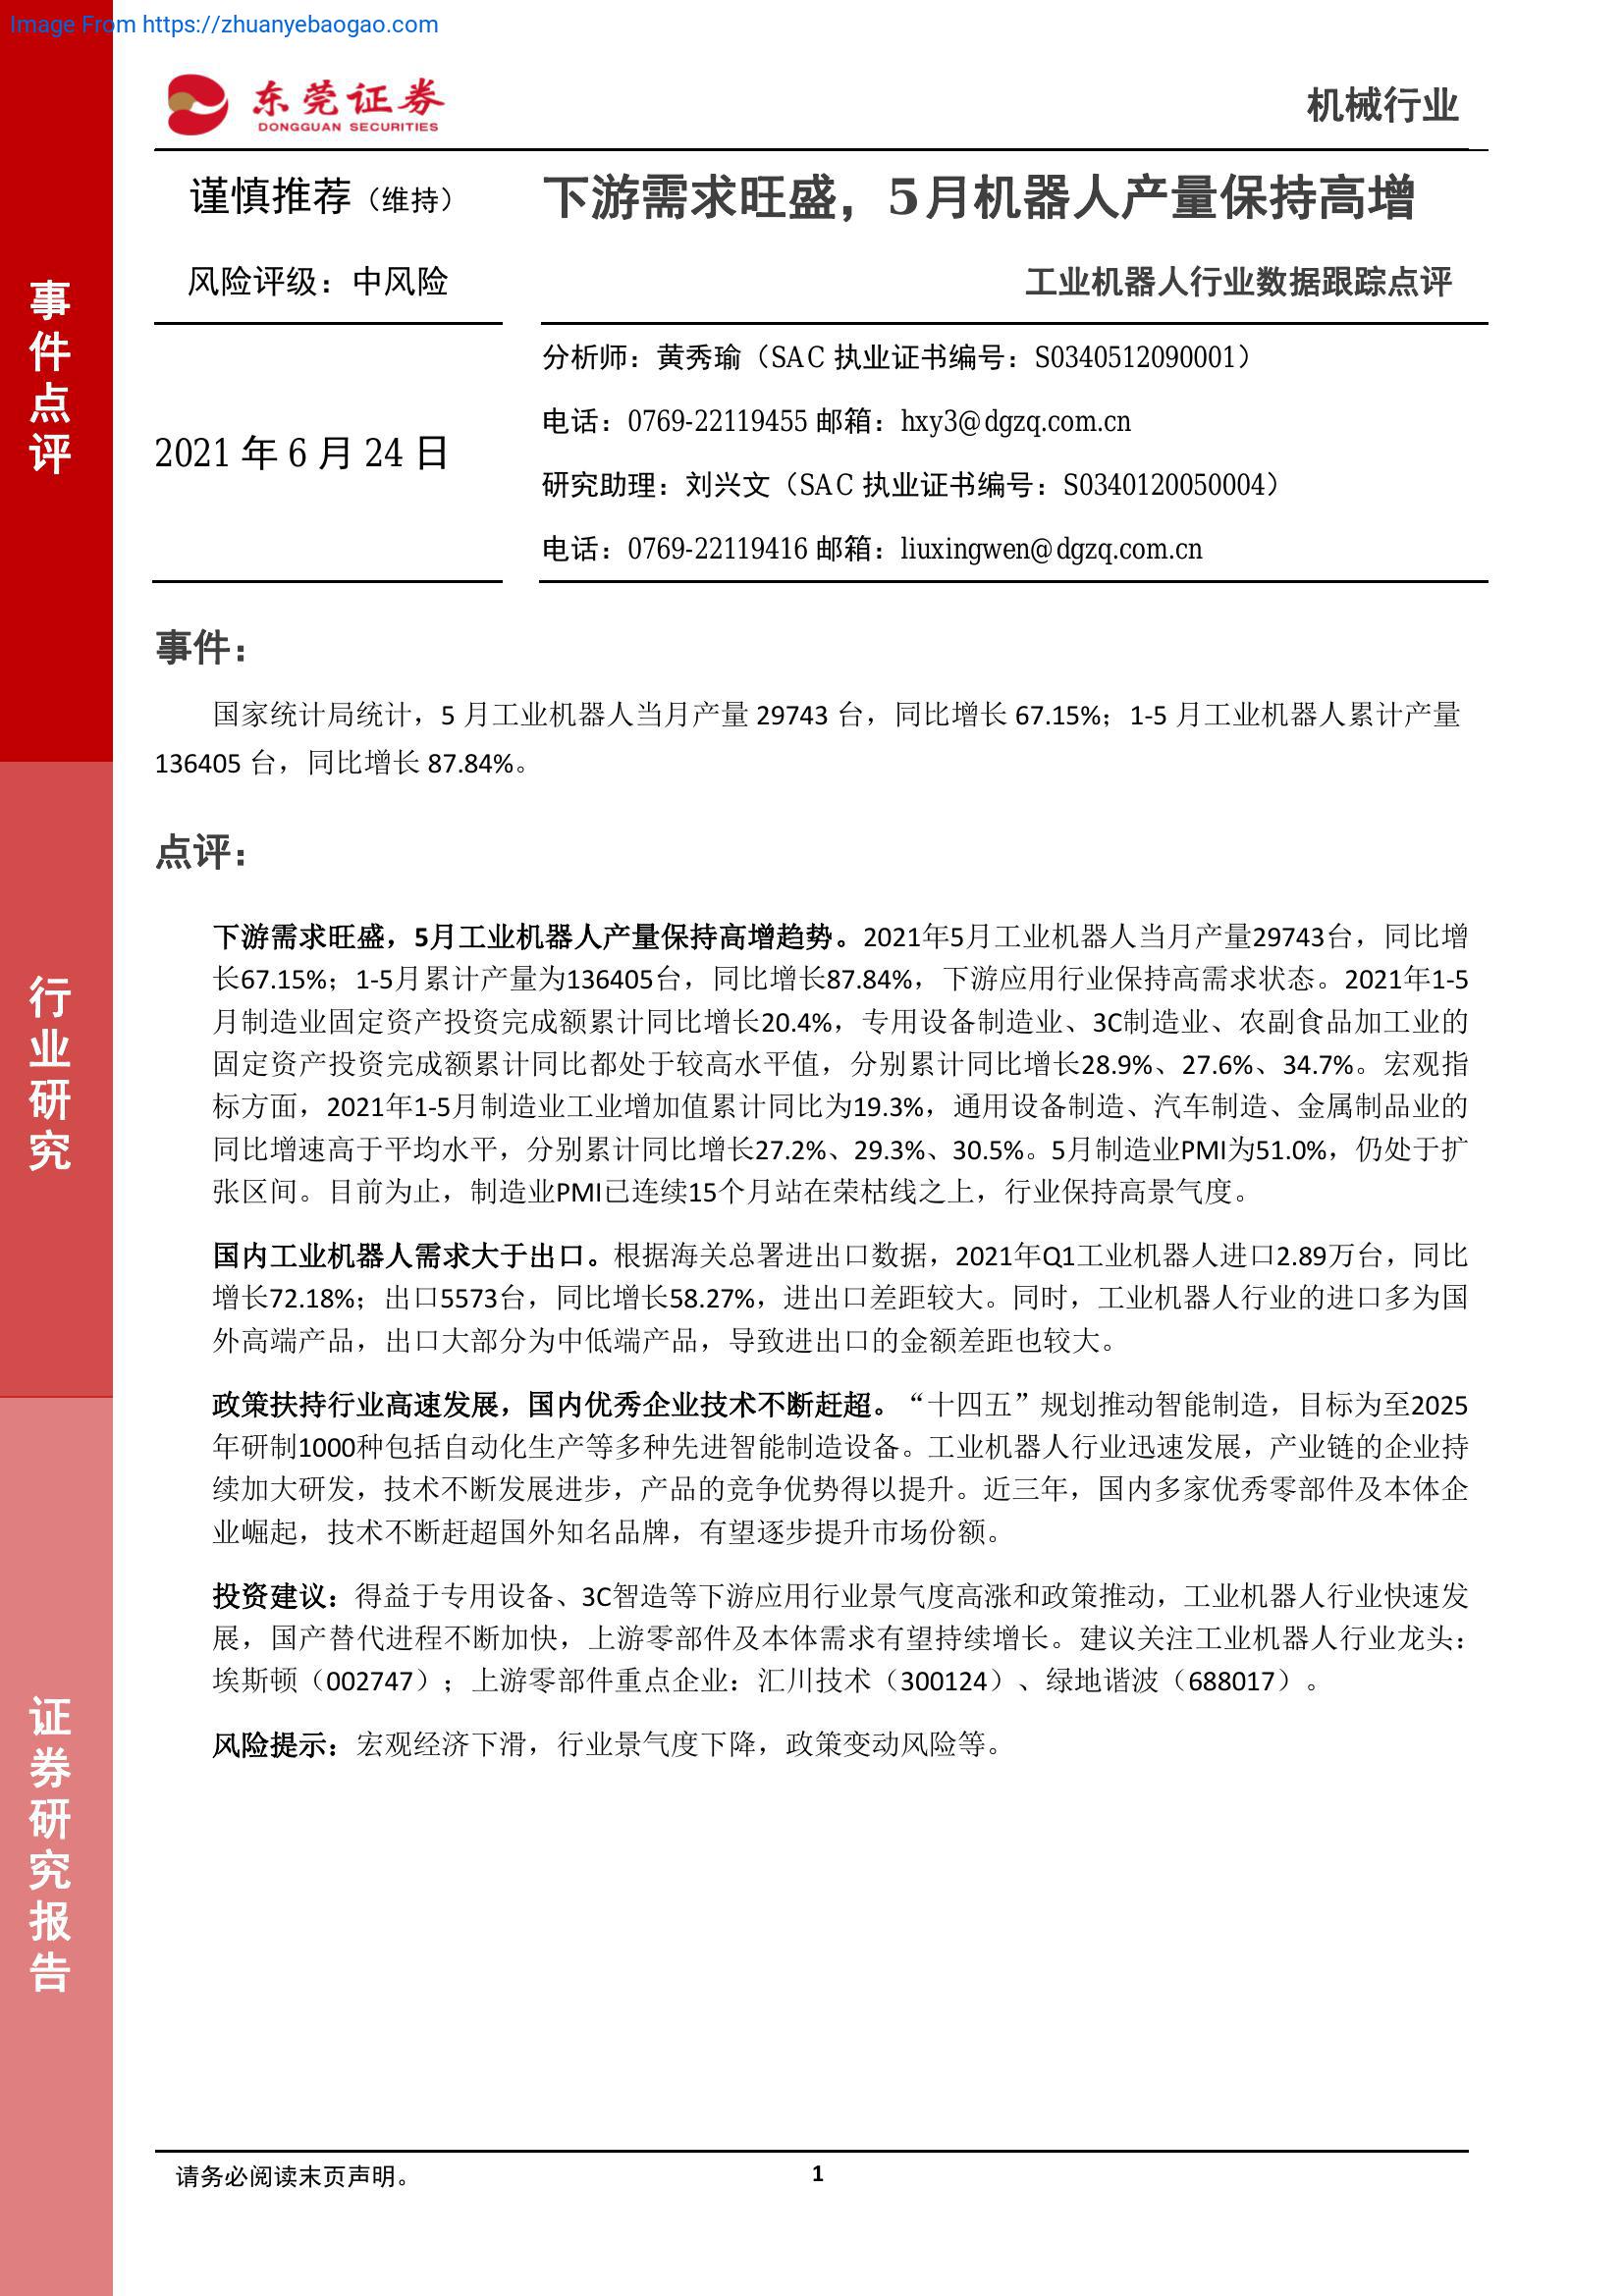 Image From https://zhuanyebaogao.com
东莞证券
DONGGUAN SECURITIES
机械行业
谨慎推荐（维持）
下游需求旺盛，5月机器人产量保持高增
风险评级：中风险
工业机器人行业数据跟踪点评
2021 年 6 月 24 日
分析师：黄秀瑜（SAC 执业证书编号：S0340512090001）
电话：0769-22119455 邮箱：hxy3@dgzq.com.cn
研究助理：刘兴文（SAC 执业证书编号：S0340120050004）
电话：0769-22119416 邮箱：liuxingwen@dgzq.com.cn
事件点评
行业研究
证券研究报告
事件：
国家统计局统计，5 月工业机器人当月产量 29743 台，同比增长 67.15%；1-5 月工业机器人累计产量
136405 台，同比增长 87.84%。
点评：
下游需求旺盛，5月工业机器人产量保持高增趋势。2021年5月工业机器人当月产量29743台，同比增
长67.15%；1-5月累计产量为136405台，同比增长87.84%，下游应用行业保持高需求状态。2021年1-5
月制造业固定资产投资完成额累计同比增长20.4%，专用设备制造业、3C制造业、农副食品加工业的
固定资产投资完成额累计同比都处于较高水平值，分别累计同比增长28.9%、27.6%、34.7%。宏观指
标方面，2021年1-5月制造业工业增加值累计同比为19.3%，通用设备制造、汽车制造、金属制品业的
同比增速高于平均水平，分别累计同比增长27.2%、29.3%、30.5%。5月制造业PMI为51.0%，仍处于扩
张区间。目前为止，制造业PMI已连续15个月站在荣枯线之上，行业保持高景气度。
国内工业机器人需求大于出口。根据海关总署进出口数据，2021年Q1工业机器人进口2.89万台，同比
增长72.18%；出口5573台，同比增长58.27%，进出口差距较大。同时，工业机器人行业的进口多为国
外高端产品，出口大部分为中低端产品，导致进出口的金额差距也较大。
政策扶持行业高速发展，国内优秀企业技术不断赶超。“十四五”规划推动智能制造，目标为至2025
年研制1000种包括自动化生产等多种先进智能制造设备。工业机器人行业迅速发展，产业链的企业持
续加大研发，技术不断发展进步，产品的竞争优势得以提升。近三年，国内多家优秀零部件及本体企
业崛起，技术不断赶超国外知名品牌，有望逐步提升市场份额。
投资建议：得益于专用设备、3C智造等下游应用行业景气度高涨和政策推动，工业机器人行业快速发
展，国产替代进程不断加快，上游零部件及本体需求有望持续增长。建议关注工业机器人行业龙头：
埃斯顿（002747）；上游零部件重点企业：汇川技术（300124）、绿地谐波（688017）。
风险提示：宏观经济下滑，行业景气度下降，政策变动风险等。
请务必阅读末页声明。
1